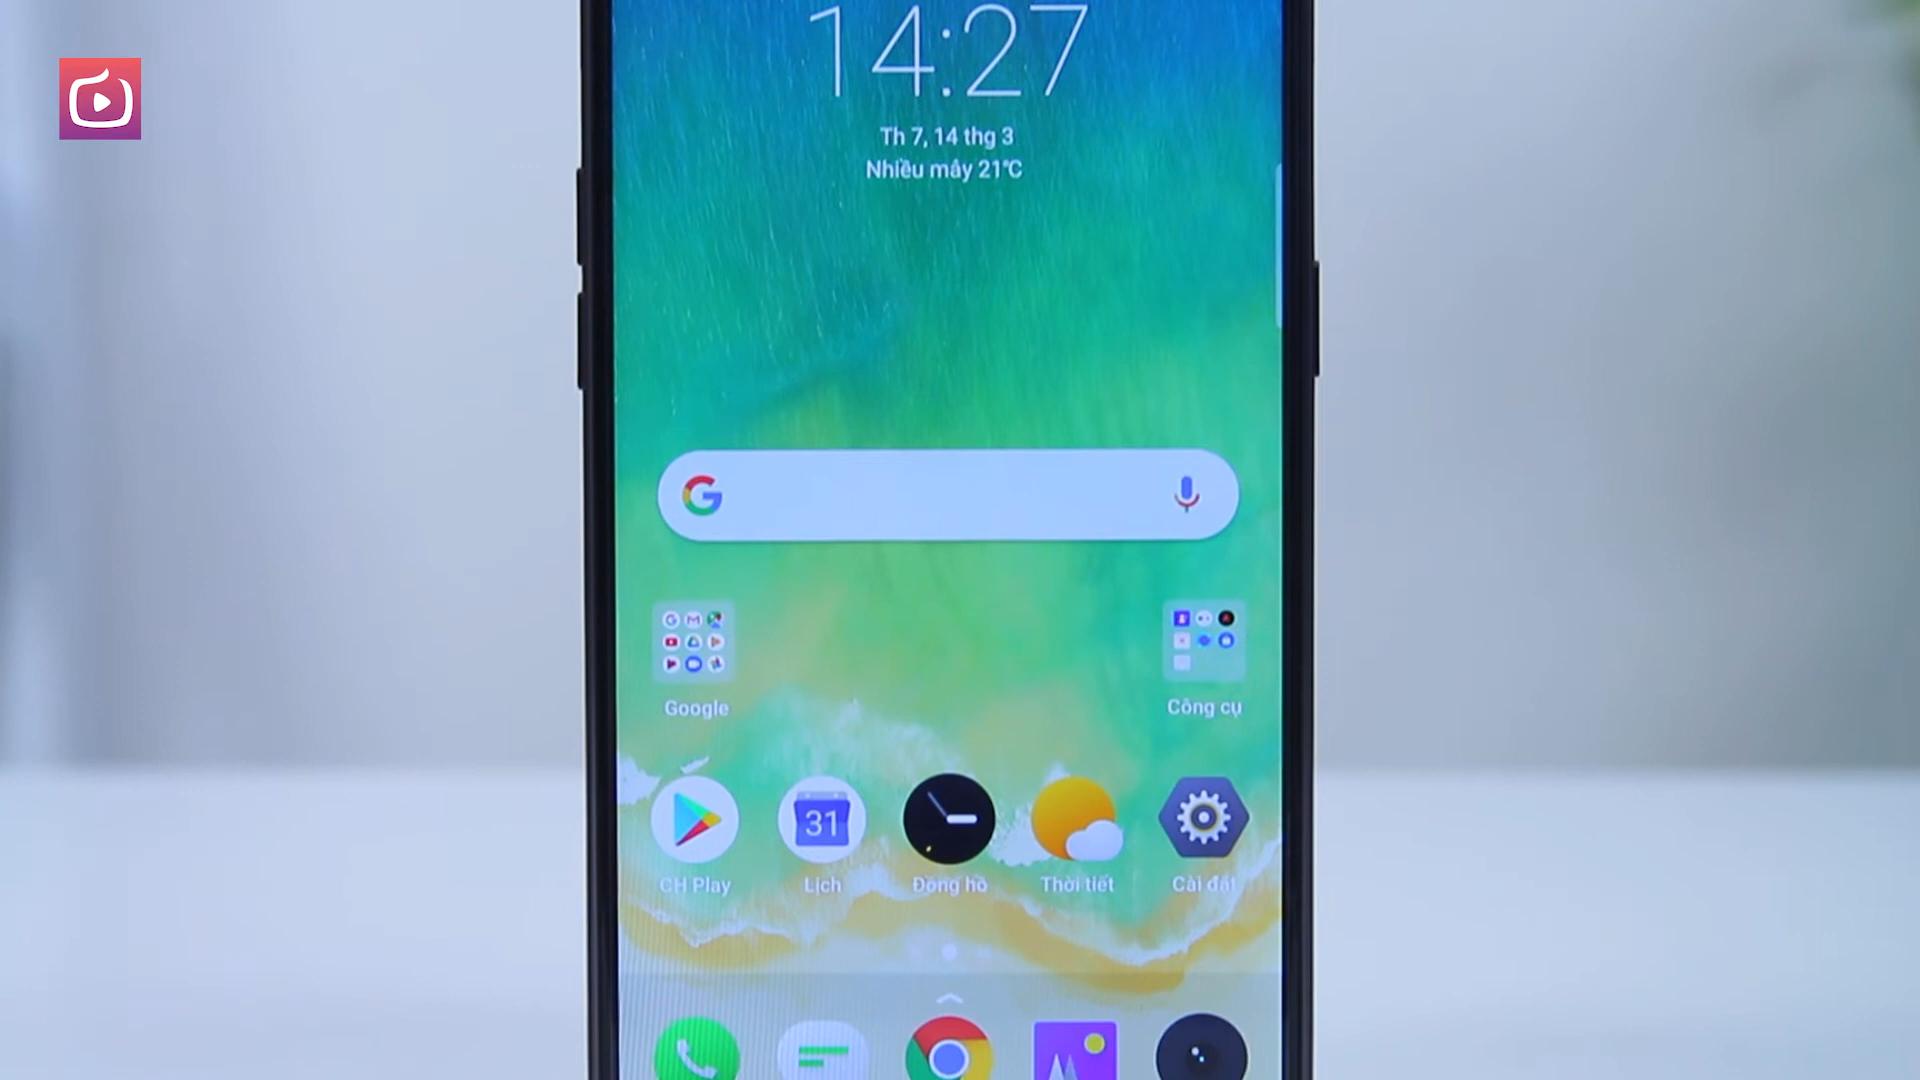 14:27
Th 7, 14 thg 3
Nhiều mây 21°C
Google
Công cụ
31
CH Play
Lịch
Đồng hồ
Thời tiết
Cài đặt